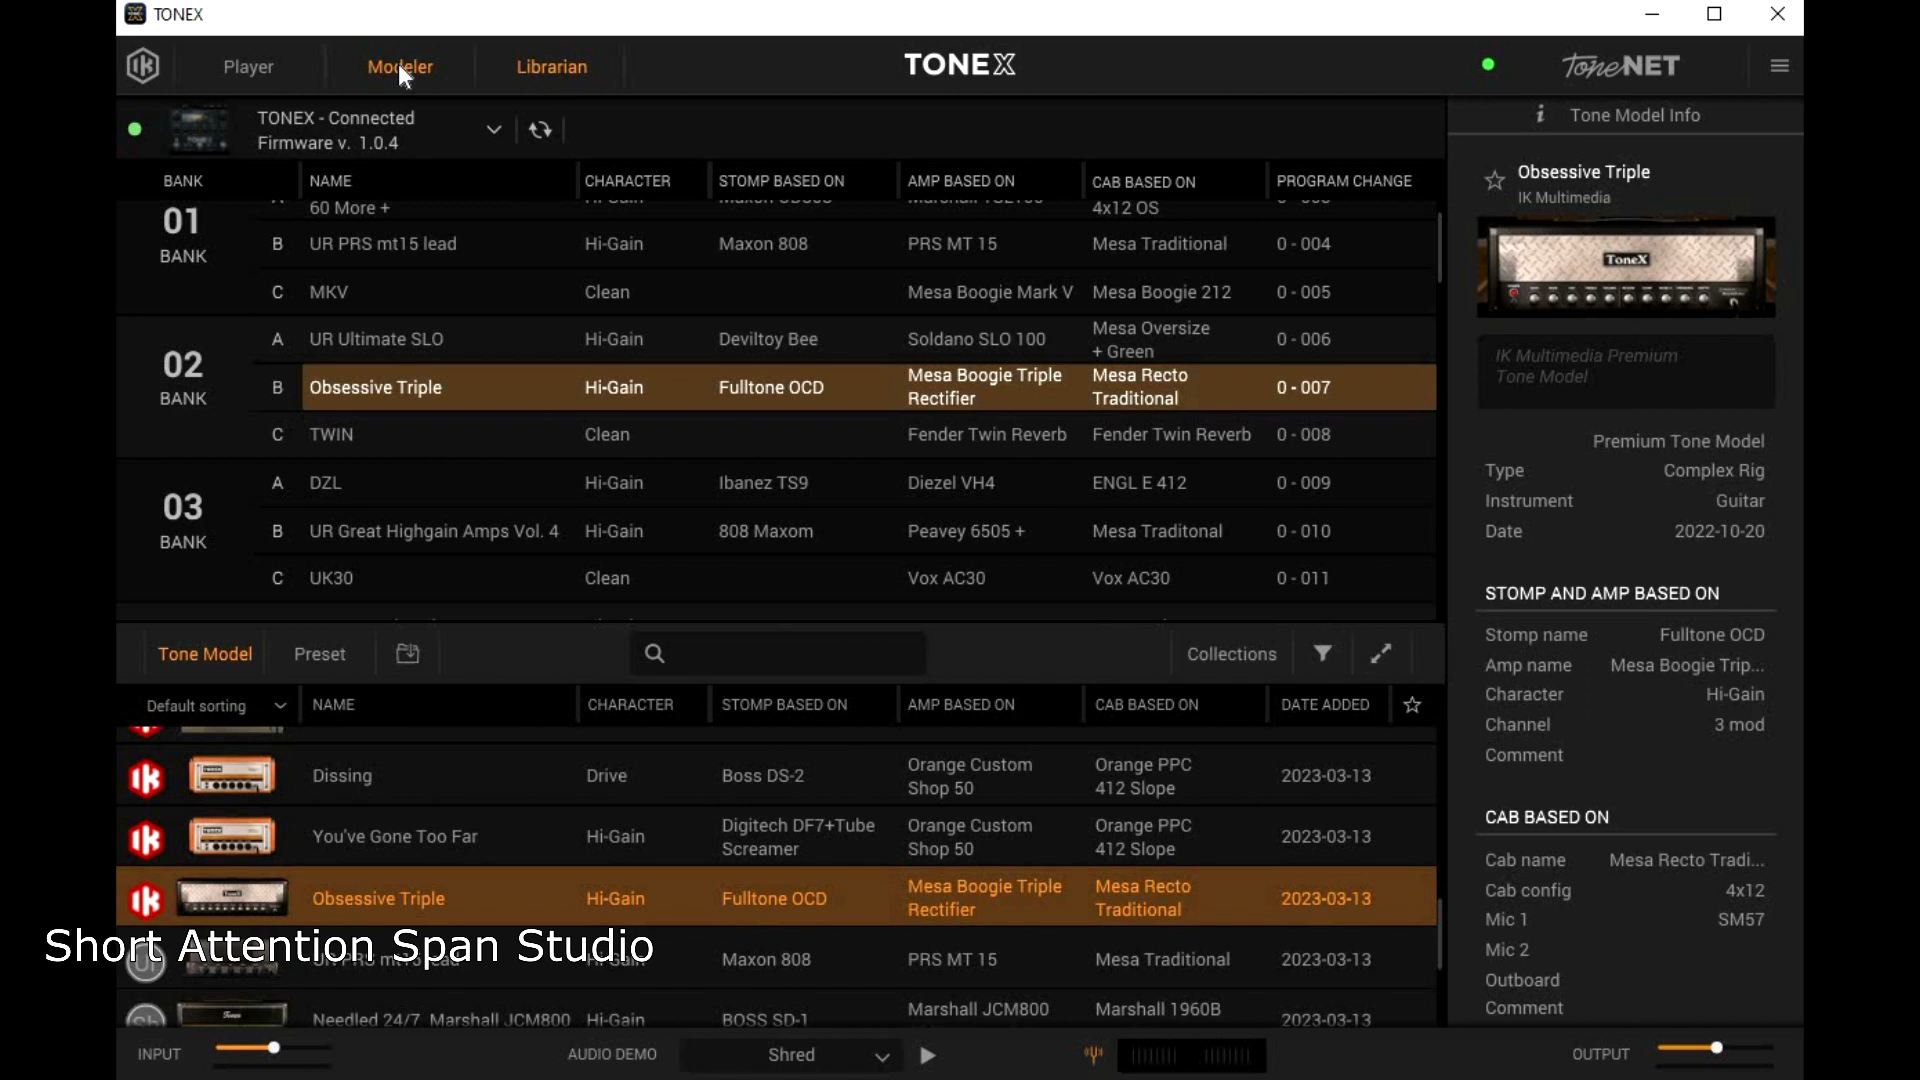 TONEX
Player Modeler Librarian TONEX ToneNET
TONEX - Connected
Firmware v. 1.0.4
i Tone Model Info
BANK NAME CHARACTER STOMP BASED ON AMP BASED ON CAB BASED ON PROGRAM CHANGE
60 More + 4x12 OS
01 BANK
B UR PRS mt15 lead Hi-Gain Maxon 808 PRS MT 15 Mesa Traditional 0 - 004
C MKV Clean Mesa Boogie Mark V Mesa Boogie 212 0 - 005
02 BANK
A UR Ultimate SLO Hi-Gain Deviltoy Bee Soldano SLO 100 Mesa Oversize + Green 0 - 006
B Obsessive Triple Hi-Gain Fulltone OCD Mesa Boogie Triple Rectifier Mesa Recto Traditional 0 - 007
C TWIN Clean Fender Twin Reverb Fender Twin Reverb 0 - 008
03 BANK
A DZL Hi-Gain Ibanez TS9 Diezel VH4 ENGL E 412 0 - 009
B UR Great Highgain Amps Vol. 4 Hi-Gain 808 Maxom Peavey 6505 + Mesa Traditonal 0 - 010
C UK30 Clean Vox AC30 Vox AC30 0 - 011
Tone Model Preset Collections
Default sorting NAME CHARACTER STOMP BASED ON AMP BASED ON CAB BASED ON DATE ADDED
Dissing Drive Boss DS-2 Orange Custom Shop 50 Orange PPC 412 Slope 2023-03-13
You've Gone Too Far Hi-Gain Digitech DF7+Tube Screamer Orange Custom Shop 50 Orange PPC 412 Slope 2023-03-13
Obsessive Triple Hi-Gain Fulltone OCD Mesa Boogie Triple Rectifier Mesa Recto Traditional 2023-03-13
Short Attention Span Studio
UR PRS mt15 lead Hi-Gain Maxon 808 PRS MT 15 Mesa Traditional 2023-03-13
Needled 24/7 Marshall JCM800 Hi-Gain BOSS SD-1 Marshall JCM800 Marshall 1960B 2023-03-13
INPUT AUDIO DEMO Shred OUTPUT
Obsessive Triple
IK Multimedia
ToneX
IK Multimedia Premium
Tone Model
Premium Tone Model
Type Complex Rig
Instrument Guitar
Date 2022-10-20
STOMP AND AMP BASED ON
Stomp name Fulltone OCD
Amp name Mesa Boogie Trip...
Character Hi-Gain
Channel 3 mod
Comment
CAB BASED ON
Cab name Mesa Recto Tradi...
Cab config 4x12
Mic 1 SM57
Mic 2
Outboard
Comment